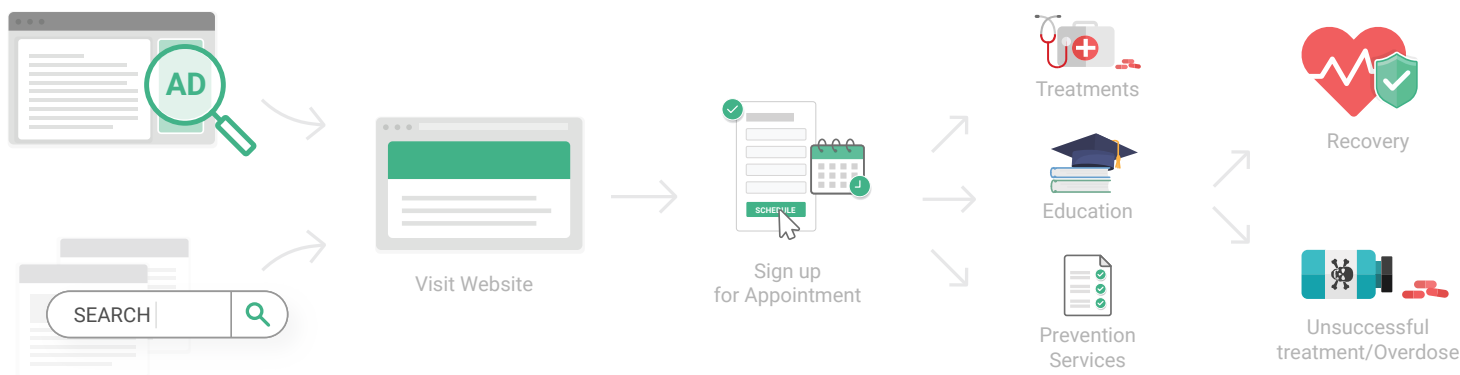 AD
SEARCH
Visit Website
SCHEDULE
Sign up
for Appointment
Treatments
Education
Prevention
Services
Recovery
Unsuccessful
treatment/Overdose